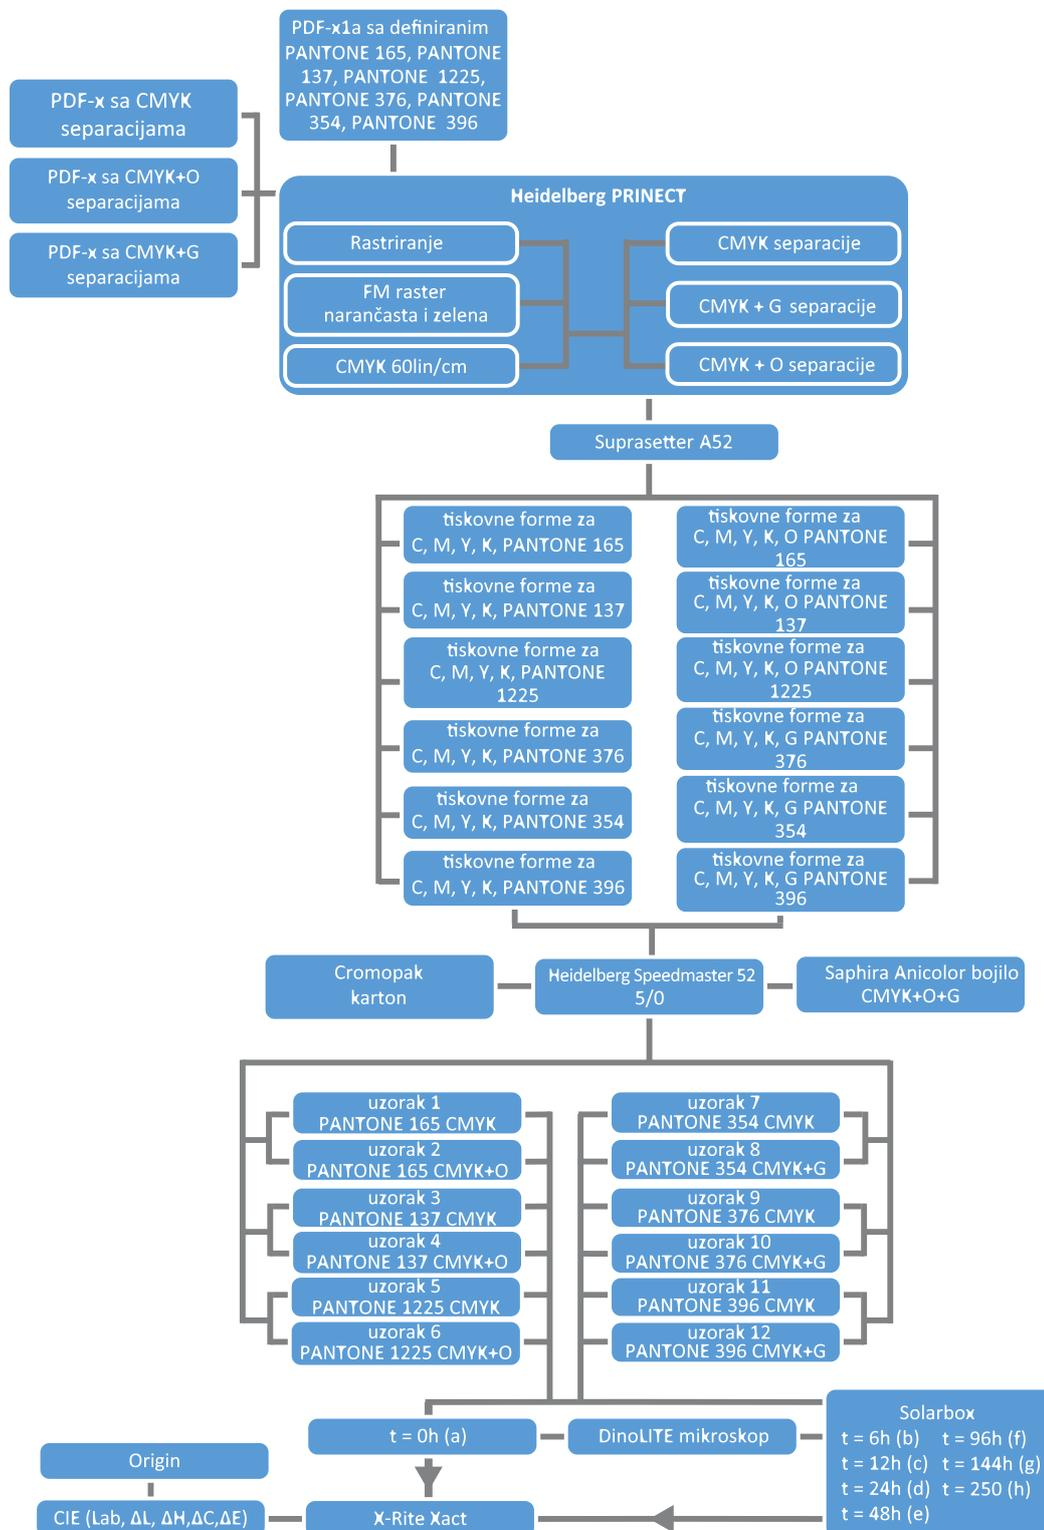 PDF-x1a sa definiranim
PANTONE 165, PANTONE
137, PANTONE 1225,
PANTONE 376, PANTONE
354, PANTONE 396
PDF-x sa CMYK
separacijama
PDF-x sa CMYK+O
separacijama
PDF-x sa CMYK+G
separacijama
Heidelberg PRINECT
Rastriranje
FM raster
narančasta i zelena
CMYK 60lin/cm
CMYK separacije
CMYK + G separacije
CMYK + O separacije
Suprasetter A52
tiskovne forme za
C, M, Y, K, PANTONE 165
tiskovne forme za
C, M, Y, K, PANTONE 137
tiskovne forme za
C, M, Y, K, PANTONE
1225
tiskovne forme za
C, M, Y, K, PANTONE 376
tiskovne forme za
C, M, Y, K, PANTONE 354
tiskovne forme za
C, M, Y, K, PANTONE 396
tiskovne forme za
C, M, Y, K, O PANTONE
165
tiskovne forme za
C, M, Y, K, O PANTONE
137
tiskovne forme za
C, M, Y, K, O PANTONE
1225
tiskovne forme za
C, M, Y, K, G PANTONE
376
tiskovne forme za
C, M, Y, K, G PANTONE
354
tiskovne forme za
C, M, Y, K, G PANTONE
396
Cromopak
karton
Heidelberg Speedmaster 52
5/0
Saphira Anicolor bojilo
CMYK+O+G
uzorak 1
PANTONE 165 CMYK
uzorak 2
PANTONE 165 CMYK+O
uzorak 3
PANTONE 137 CMYK
uzorak 4
PANTONE 137 CMYK+O
uzorak 5
PANTONE 1225 CMYK
uzorak 6
PANTONE 1225 CMYK+O
uzorak 7
PANTONE 354 CMYK
uzorak 8
PANTONE 354 CMYK+G
uzorak 9
PANTONE 376 CMYK
uzorak 10
PANTONE 376 CMYK+G
uzorak 11
PANTONE 396 CMYK
uzorak 12
PANTONE 396 CMYK+G
t = 0h (a)
DinoLITE mikroskop
Solarbox
t = 6h (b) t = 96h (f)
t = 12h (c) t = 144h (g)
t = 24h (d) t = 250 (h)
t = 48h (e)
Origin
CIE (Lab, ΔL, ΔH,ΔC,ΔE)
X-Rite Xact